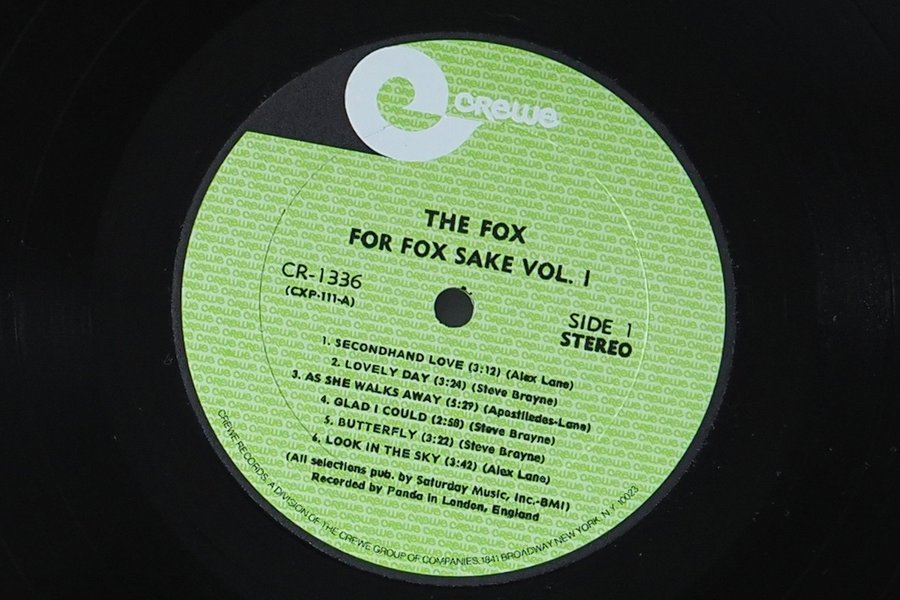 crewe
THE FOX
FOR FOX SAKE VOL. I
CR-1336
(CXP-111-A)
SIDE 1
STEREO
1. SECONDHAND LOVE (3:12) (Alex Lane)
2. LOVELY DAY (3:24) (Steve Brayne)
3. AS SHE WALKS AWAY (5:29) (Apostiledes-Lane)
4. GLAD I COULD (2:58) (Steve Brayne)
5. BUTTERFLY (3:22) (Steve Brayne)
6. LOOK IN THE SKY (3:42) (Alex Lane)
(All selections pub. by Saturday Music, Inc.-BMI)
Recorded by Panda in London, England
CREWE RECORDS, A DIVISION OF THE CREWE GROUP OF COMPANIES, 1841 BROADWAY NEW YORK, N.Y. 10023